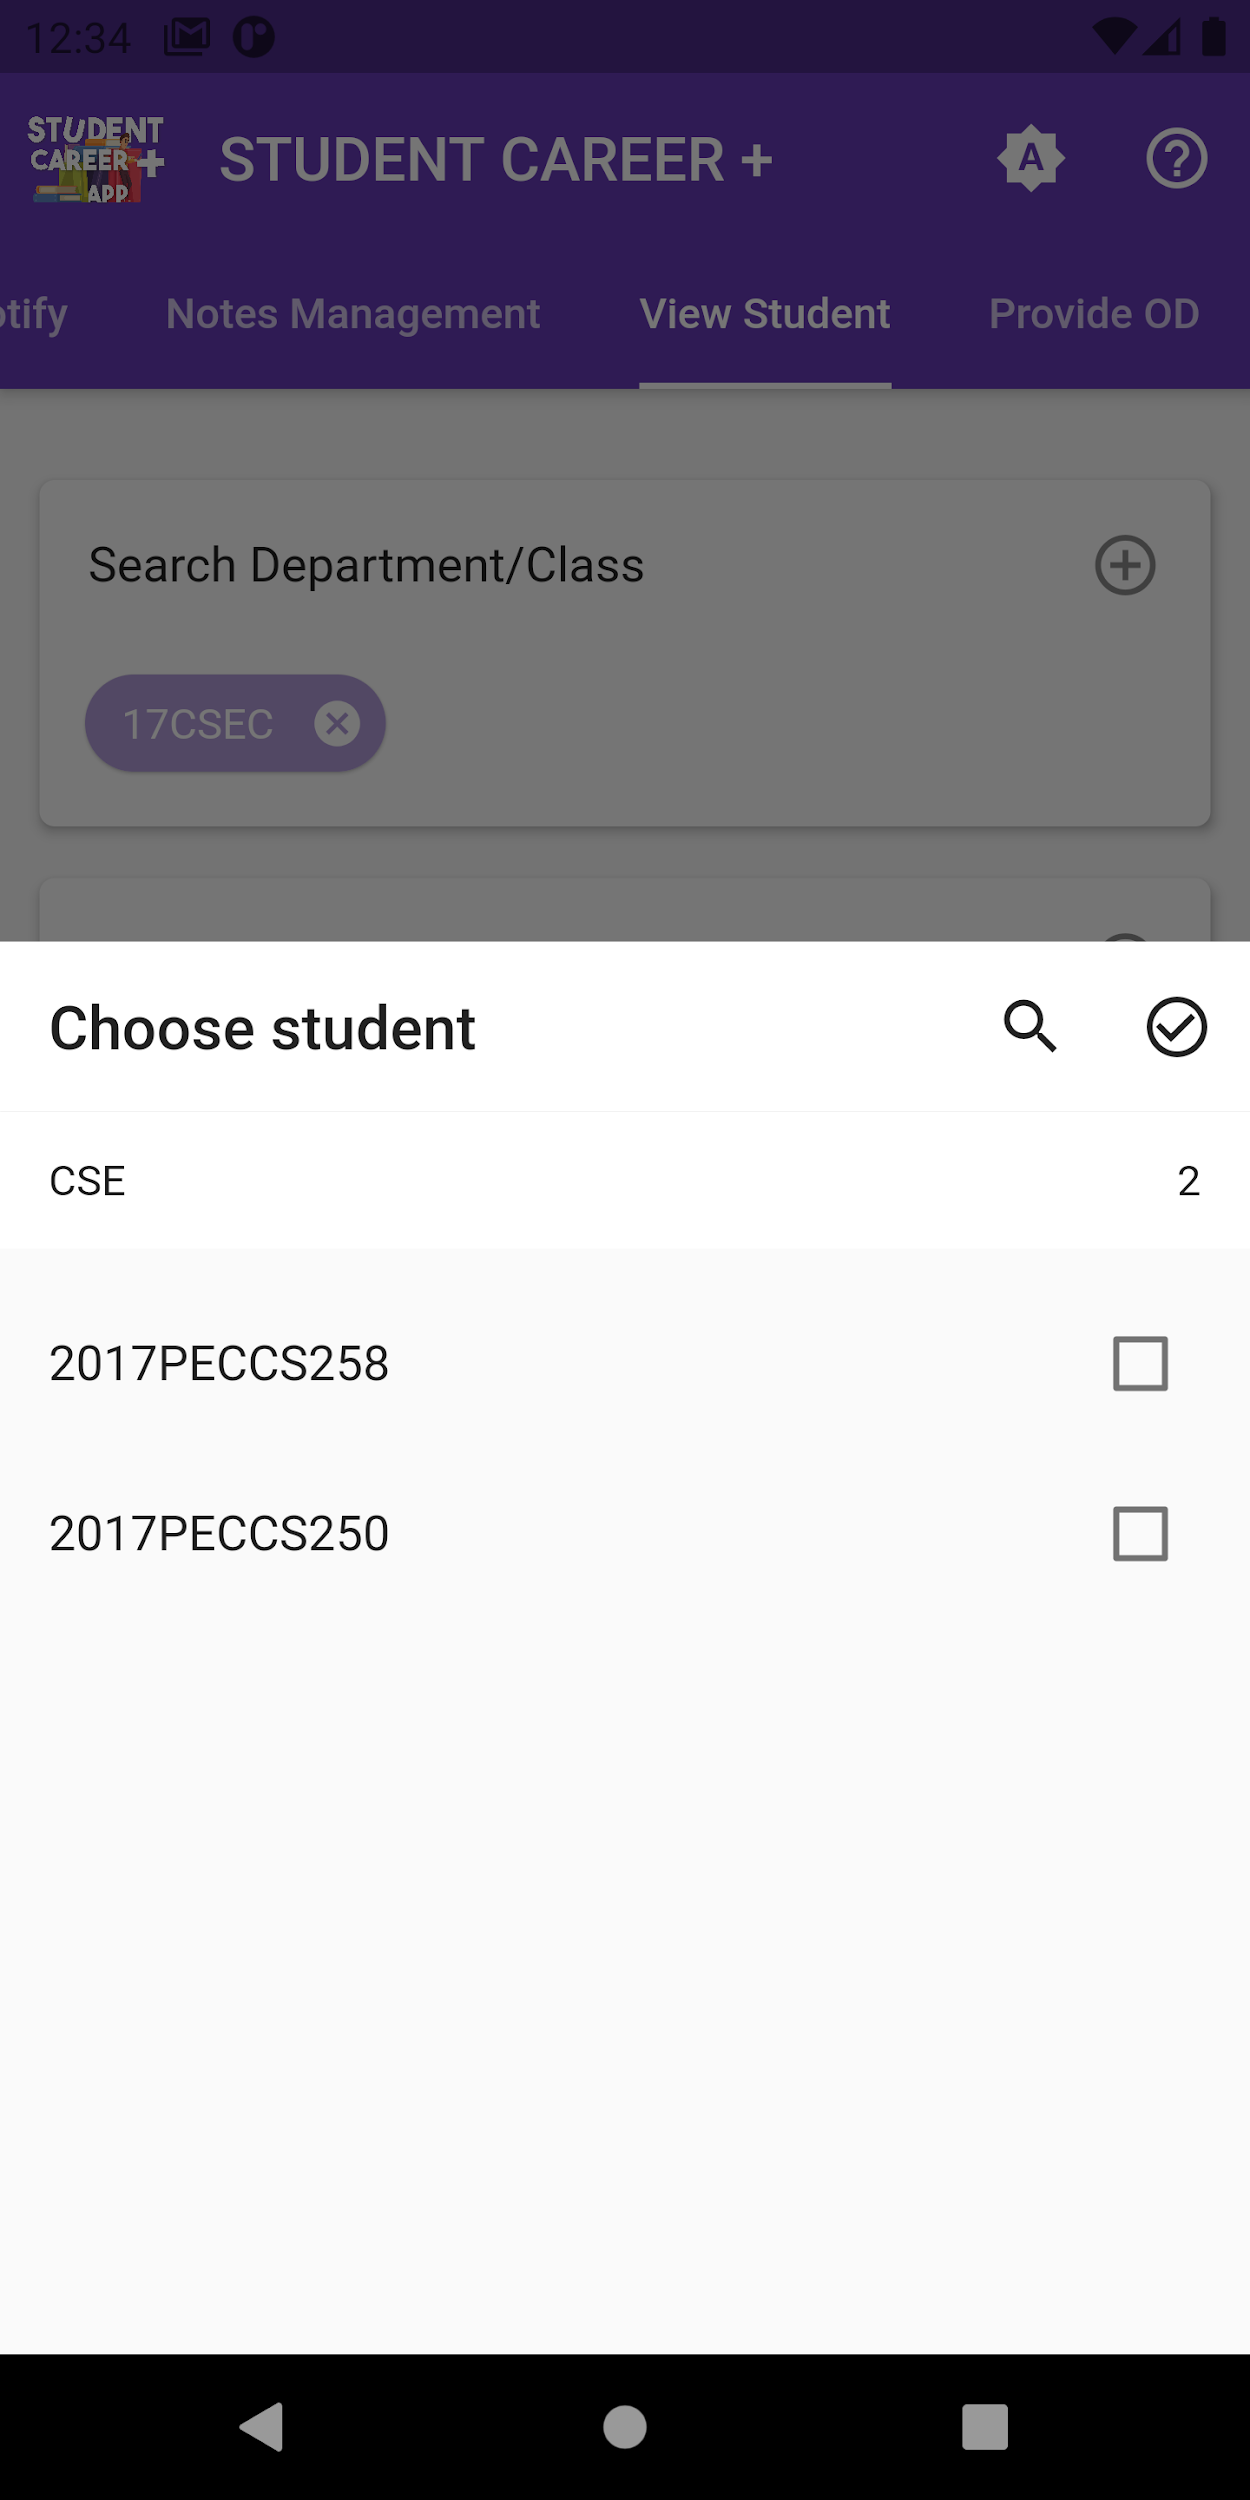 12:34
STUDENT
CAREER +
APP
STUDENT CAREER +
A
?
otify
Notes Management
View Student
Provide OD
Search Department/Class
17CSEC
Choose student
CSE
2
2017PECCS258
2017PECCS250